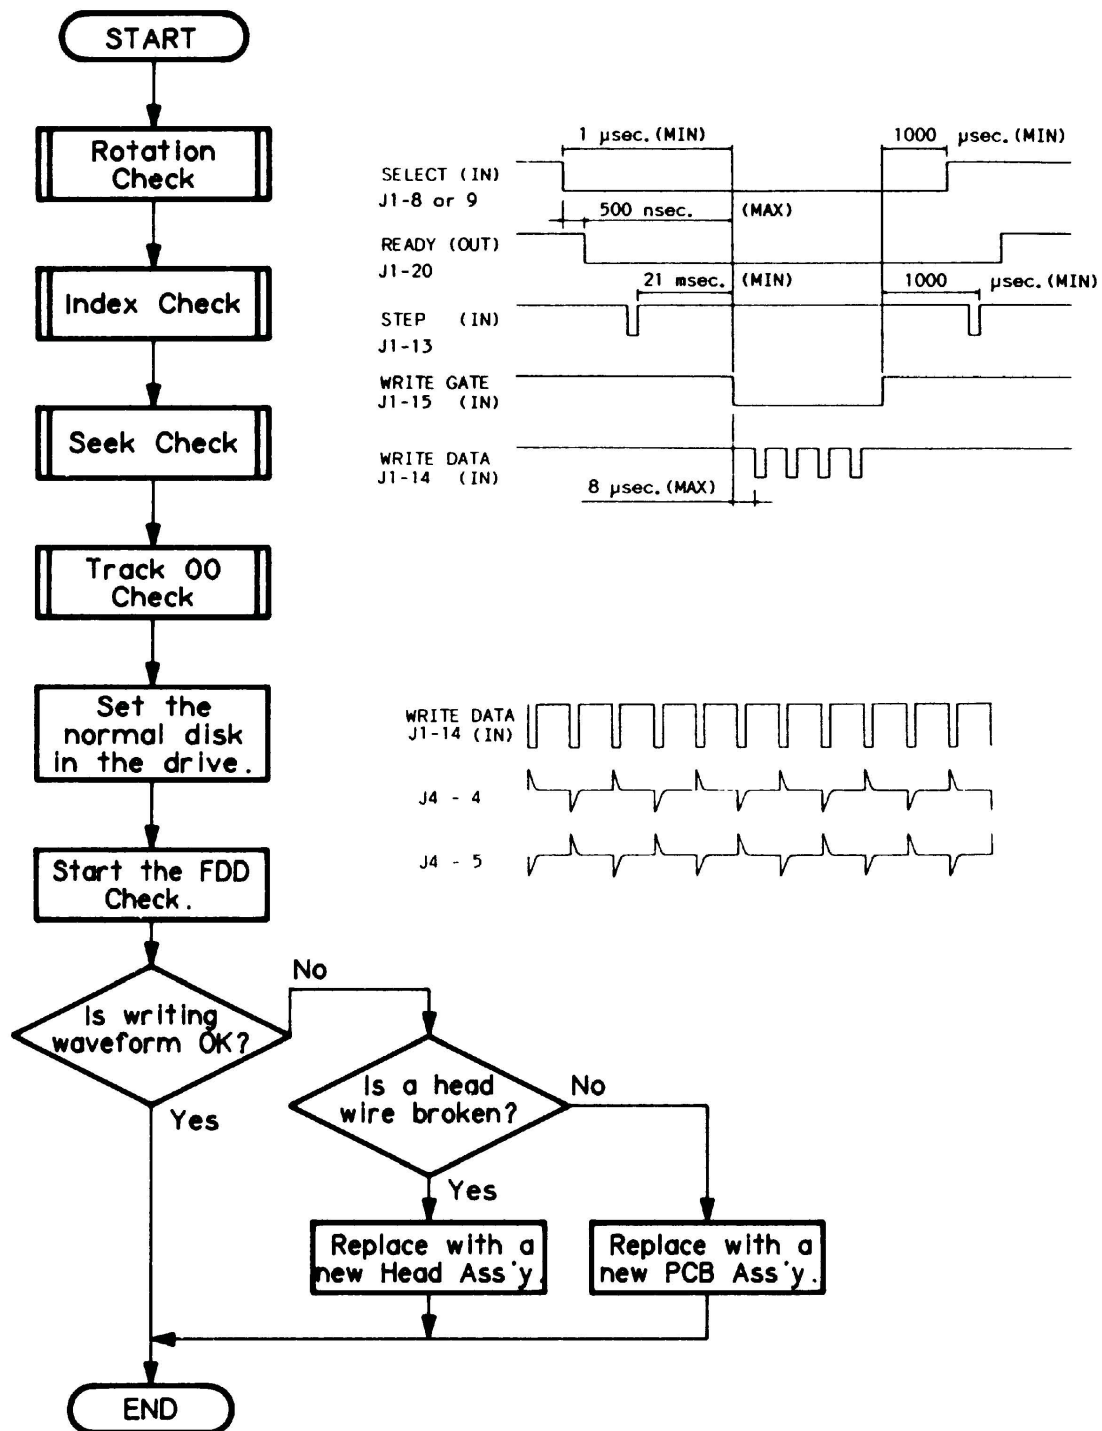 START
Rotation
Check
Index Check
Seek Check
Track 00
Check
Set the
normal disk
in the drive.
Start the FDD
Check.
Is writing
waveform OK?
No
Yes
Is a head
wire broken?
No
Yes
Replace with a
new Head Ass'y.
Replace with a
new PCB Ass'y.
END
1 µsec.(MIN)
1000 µsec.(MIN)
SELECT (IN)
J1-8 or 9
500 nsec. (MAX)
READY (OUT)
J1-20
21 msec. (MIN)
1000 µsec.(MIN)
STEP (IN)
J1-13
WRITE GATE
J1-15 (IN)
WRITE DATA
J1-14 (IN)
8 µsec.(MAX)
WRITE DATA
J1-14 (IN)
J4 - 4
J4 - 5